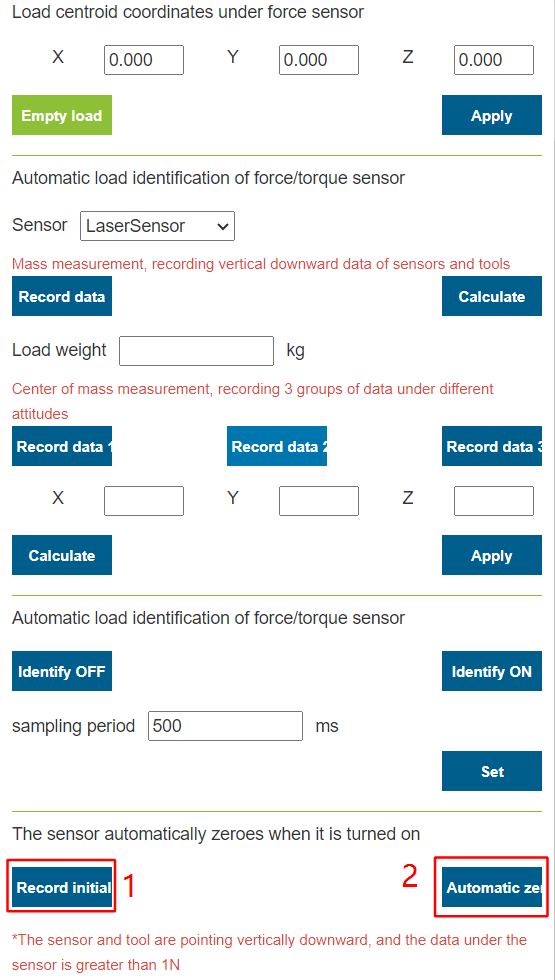 Load centroid coordinates under force sensor
X 0.000 Y 0.000 Z 0.000
Empty load Apply
Automatic load identification of force/torque sensor
Sensor LaserSensor
Mass measurement, recording vertical downward data of sensors and tools
Record data Calculate
Load weight kg
Center of mass measurement, recording 3 groups of data under different
attitudes
Record data 1 Record data 2 Record data 3
X Y Z
Calculate Apply
Automatic load identification of force/torque sensor
Identify OFF Identify ON
sampling period 500 ms
Set
The sensor automatically zeroes when it is turned on
Record initial 1 2 Automatic
*The sensor and tool are pointing vertically downward, and the data under the
sensor is greater than 1N